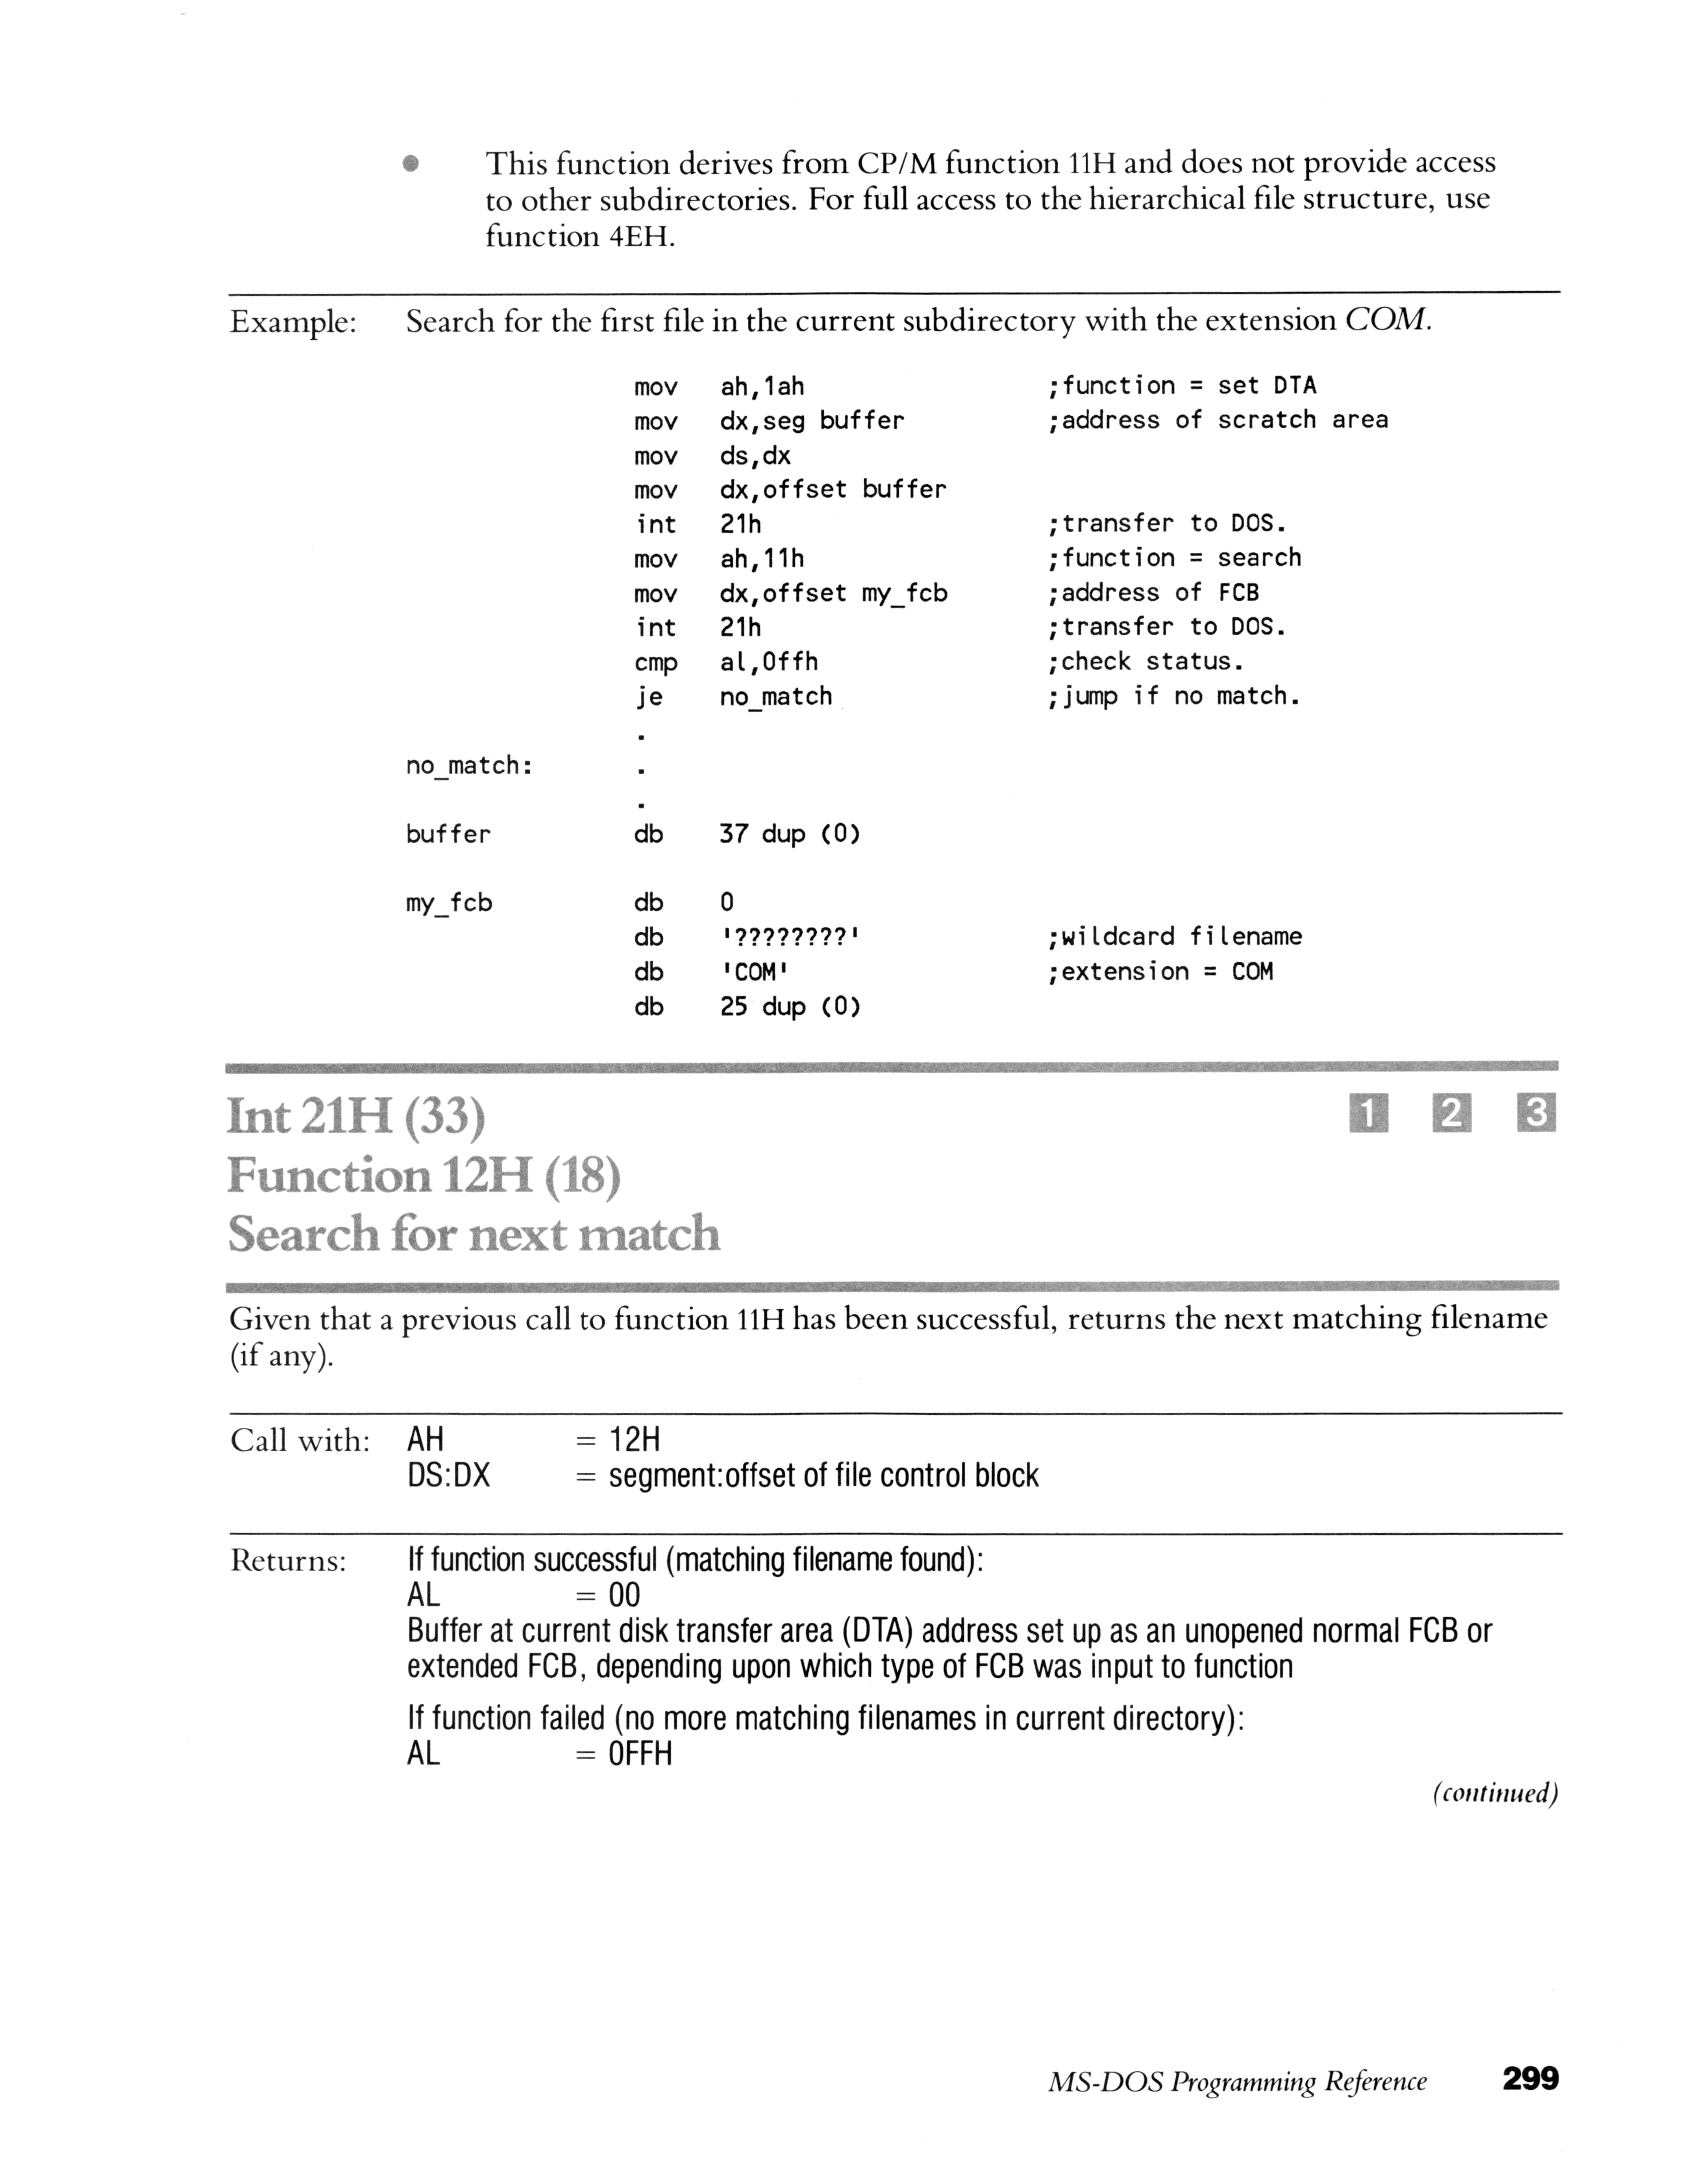 ● This function derives from CP/M function 11H and does not provide access
to other subdirectories. For full access to the hierarchical file structure, use
function 4EH.
Example: Search for the first file in the current subdirectory with the extension COM.
mov ah,1ah ;function = set DTA
mov dx,seg buffer ;address of scratch area
mov ds,dx
mov dx,offset buffer
int 21h ;transfer to DOS.
mov ah,11h ;function = search
mov dx,offset my_fcb ;address of FCB
int 21h ;transfer to DOS.
cmp al,0ffh ;check status.
je no_match ;jump if no match.
.
no_match: .
.
buffer db 37 dup (0)
my_fcb db 0
db '????????' ;wildcard filename
db 'COM' ;extension = COM
db 25 dup (0)
Int 21H (33) 1 2 3
Function 12H (18)
Search for next match
Given that a previous call to function 11H has been successful, returns the next matching filename
(if any).
Call with: AH = 12H
DS:DX = segment:offset of file control block
Returns: If function successful (matching filename found):
AL = 00
Buffer at current disk transfer area (DTA) address set up as an unopened normal FCB or
extended FCB, depending upon which type of FCB was input to function
If function failed (no more matching filenames in current directory):
AL = 0FFH
(continued)
MS-DOS Programming Reference 299